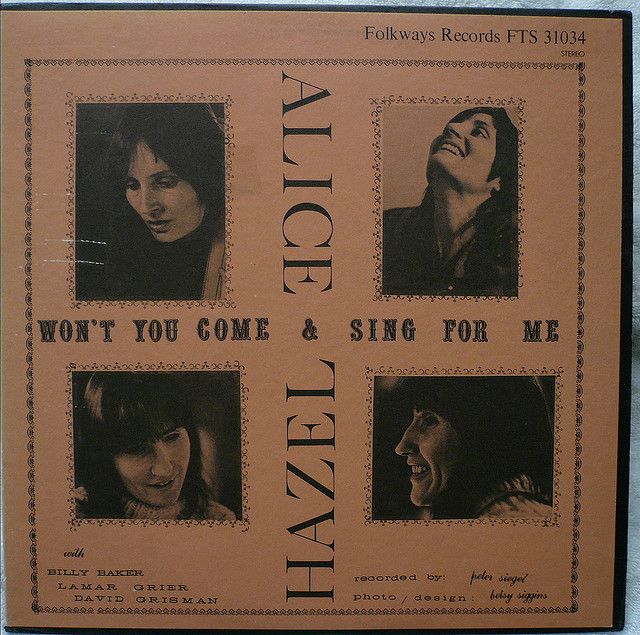 Folkways Records FTS 31034
STEREO
ALICE
WON'T YOU COME & SING FOR ME
HAZEL
with
BILLY BAKER
LAMAR GRIER
DAVID GRISMAN
recorded by: peter siegel
photo / design: betsy siggins